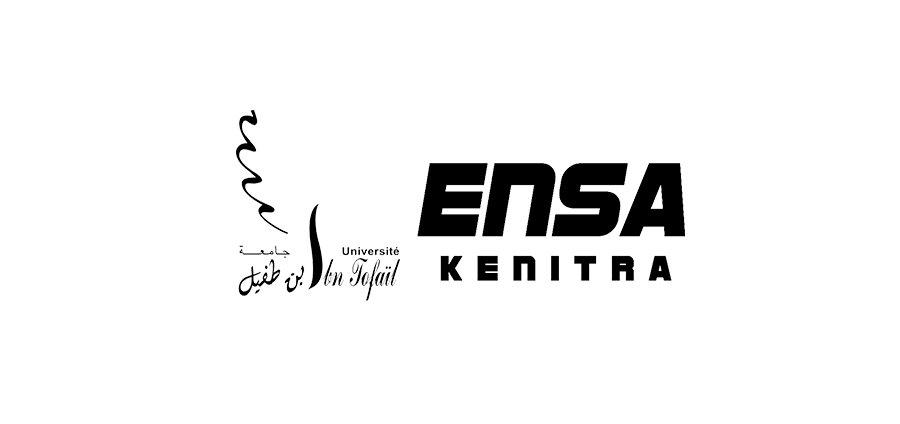 جامعة
ابن طفيل
Université
Ibn Tofaïl
ENSA
KENITRA